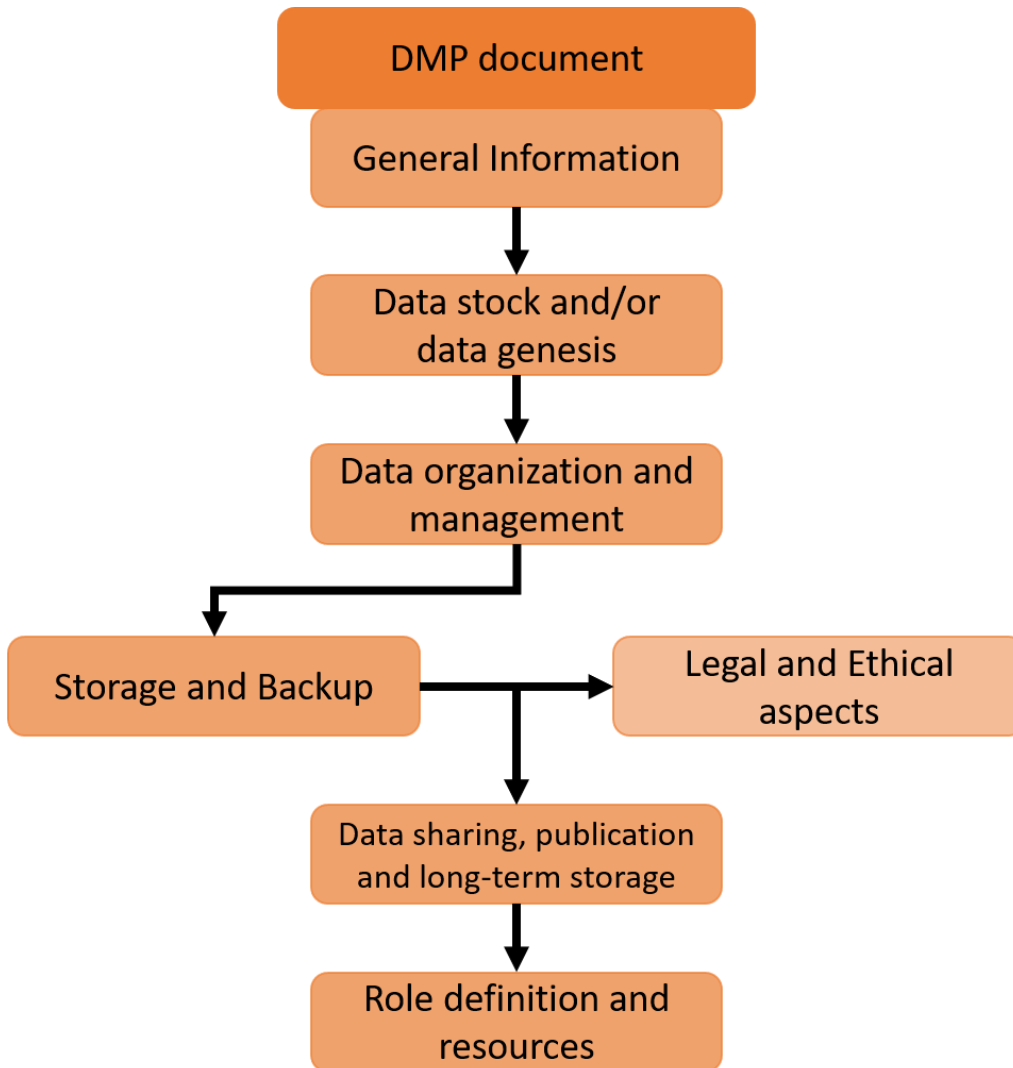 DMP document
General Information
Data stock and/or
data genesis
Data organization and
management
Storage and Backup
Legal and Ethical
aspects
Data sharing, publication
and long-term storage
Role definition and
resources